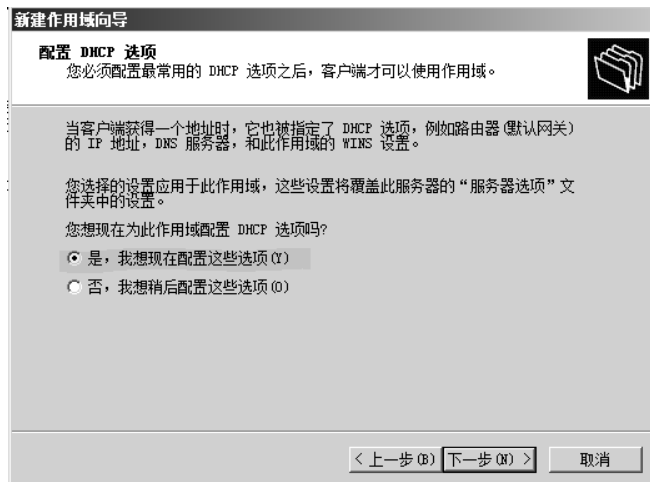 新建作用域向导
配置 DHCP 选项
您必须配置最常用的 DHCP 选项之后，客户端才可以使用作用域。
当客户端获得一个地址时，它也被指定了 DHCP 选项，例如路由器(默认网关)
的 IP 地址，DNS 服务器，和此作用域的 WINS 设置。
您选择的设置应用于此作用域，这些设置将覆盖此服务器的“服务器选项”文
件夹中的设置。
您想现在为此作用域配置 DHCP 选项吗?
是，我想现在配置这些选项(Y)
否，我想稍后配置这些选项(O)
< 上一步(B) 下一步(N) > 取消